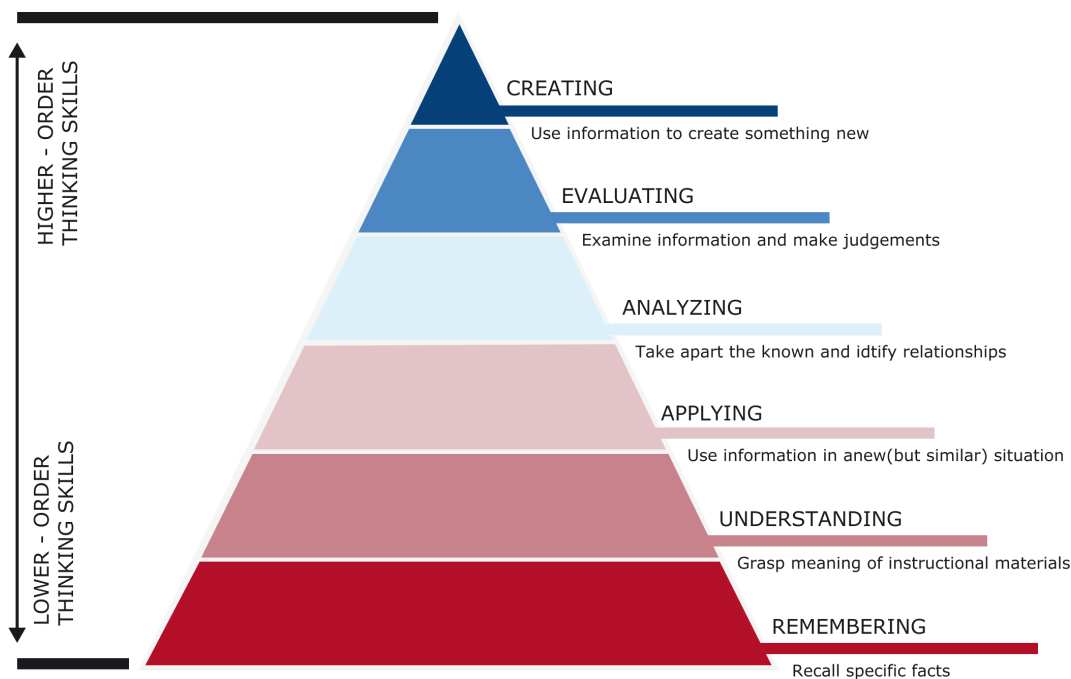 HIGHER - ORDER
THINKING SKILLS
LOWER - ORDER
THINKING SKILLS
CREATING
Use information to create something new
EVALUATING
Examine information and make judgements
ANALYZING
Take apart the known and idtify relationships
APPLYING
Use information in anew(but similar) situation
UNDERSTANDING
Grasp meaning of instructional materials
REMEMBERING
Recall specific facts